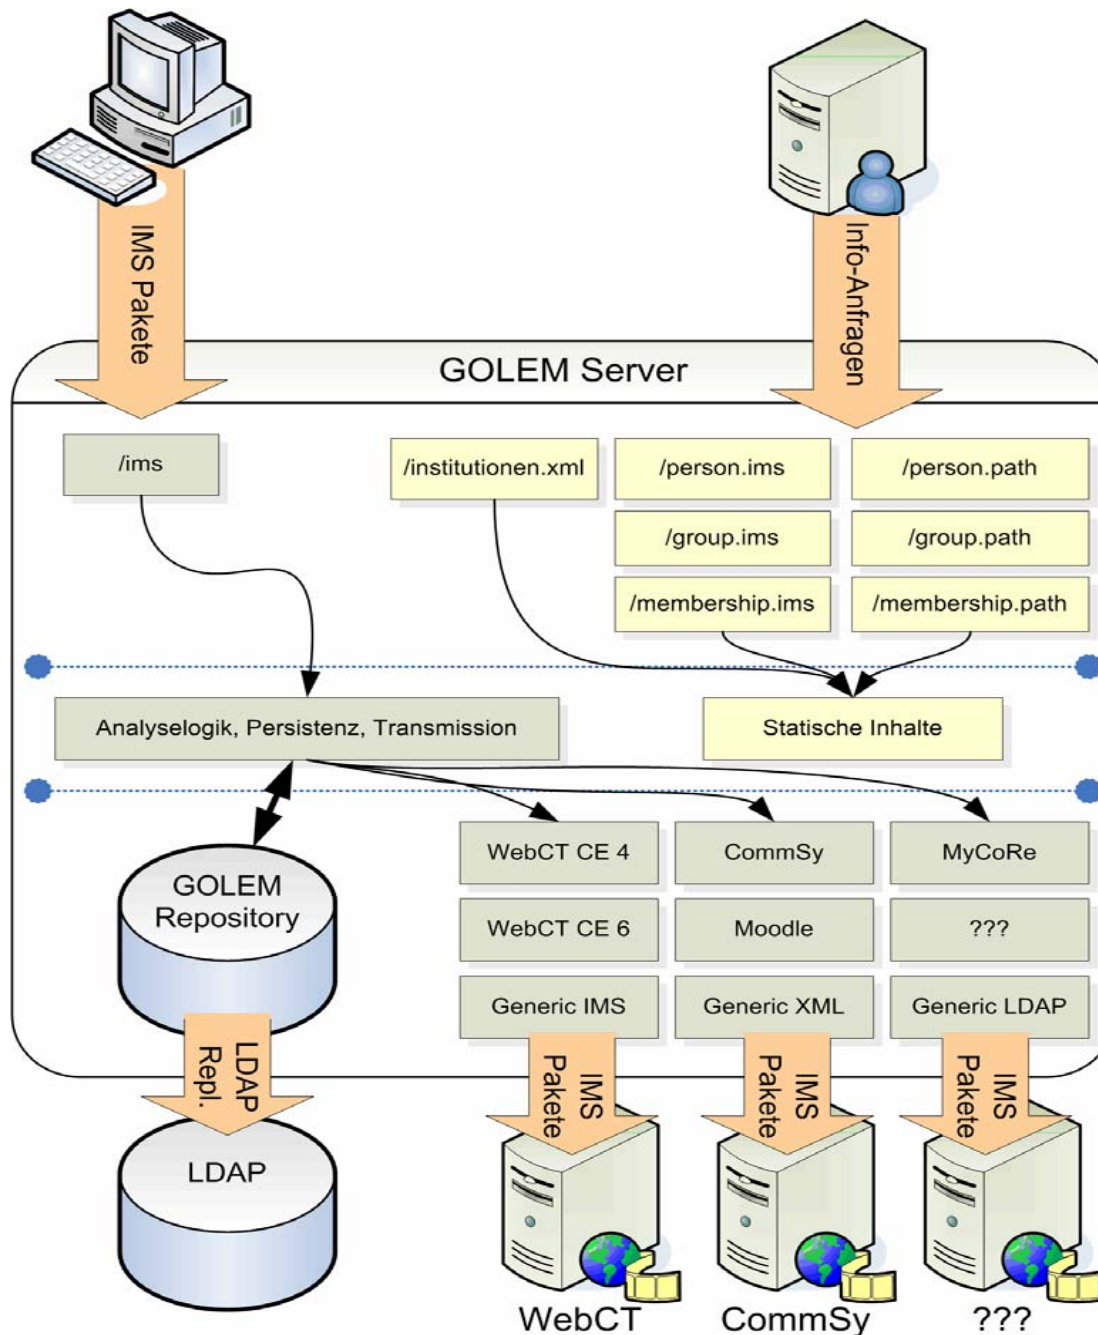 IMS Pakete
Info-Anfragen
GOLEM Server
/ims
/institutionen.xml
/person.ims
/person.path
/group.ims
/group.path
/membership.ims
/membership.path
Analyselogik, Persistenz, Transmission
Statische Inhalte
GOLEM
Repository
WebCT CE 4
CommSy
MyCoRe
WebCT CE 6
Moodle
???
Generic IMS
Generic XML
Generic LDAP
LDAP
Repl.
IMS
Pakete
IMS
Pakete
IMS
Pakete
LDAP
WebCT
CommSy
???